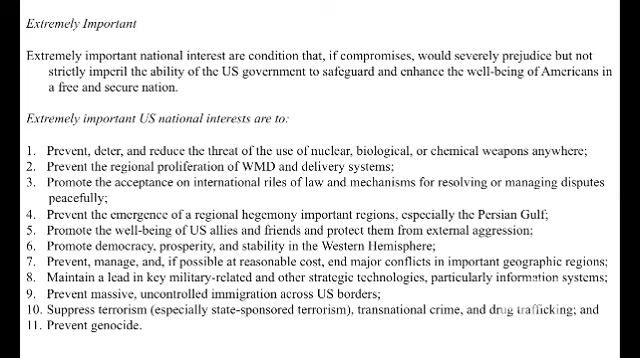 Extremely Important
Extremely important national interest are condition that, if compromises, would severely prejudice but not
strictly imperil the ability of the US government to safeguard and enhance the well-being of Americans in
a free and secure nation.
Extremely important US national interests are to:
1. Prevent, deter, and reduce the threat of the use of nuclear, biological, or chemical weapons anywhere;
2. Prevent the regional proliferation of WMD and delivery systems;
3. Promote the acceptance on international riles of law and mechanisms for resolving or managing disputes
peacefully;
4. Prevent the emergence of a regional hegemony important regions, especially the Persian Gulf;
5. Promote the well-being of US allies and friends and protect them from external aggression;
6. Promote democracy, prosperity, and stability in the Western Hemisphere;
7. Prevent, manage, and, if possible at reasonable cost, end major conflicts in important geographic regions;
8. Maintain a lead in key military-related and other strategic technologies, particularly information systems;
9. Prevent massive, uncontrolled immigration across US borders;
10. Suppress terrorism (especially state-sponsored terrorism), transnational crime, and drug trafficking; and
11. Prevent genocide.